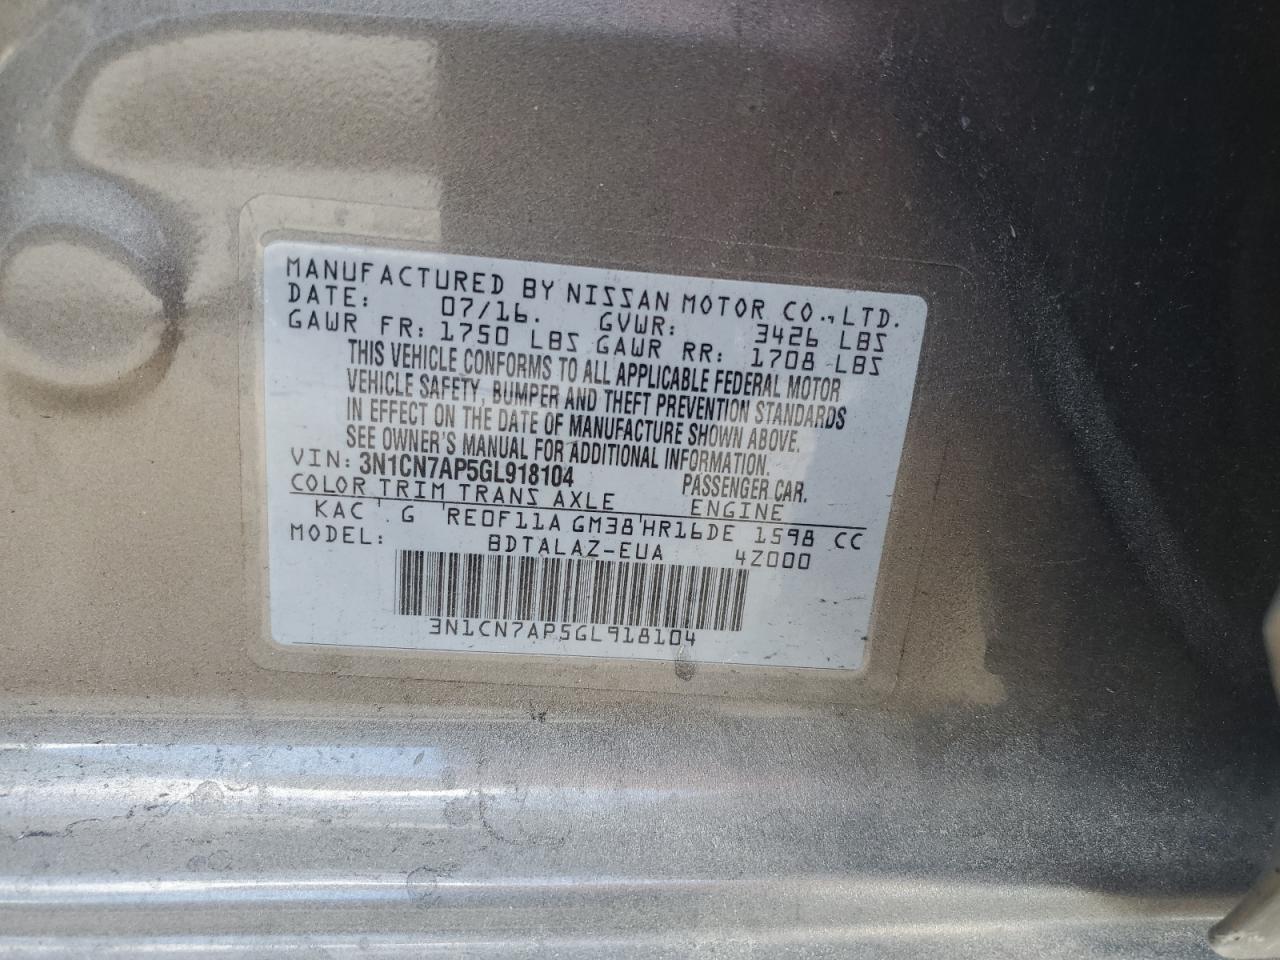 MANUFACTURED BY NISSAN MOTOR CO.,LTD.
DATE: 07/16. GVWR: 3426 LBS
GAWR FR: 1750 LBS GAWR RR: 1708 LBS
THIS VEHICLE CONFORMS TO ALL APPLICABLE FEDERAL MOTOR
VEHICLE SAFETY, BUMPER AND THEFT PREVENTION STANDARDS
IN EFFECT ON THE DATE OF MANUFACTURE SHOWN ABOVE.
SEE OWNER'S MANUAL FOR ADDITIONAL INFORMATION.
VIN: 3N1CN7AP5GL918104 PASSENGER CAR.
COLOR TRIM TRANS AXLE ENGINE
KAC G RE0F11A GM38 HR16DE 1598 CC
MODEL: BDTALAZ-EUA 4Z000
3N1CN7AP5GL918104